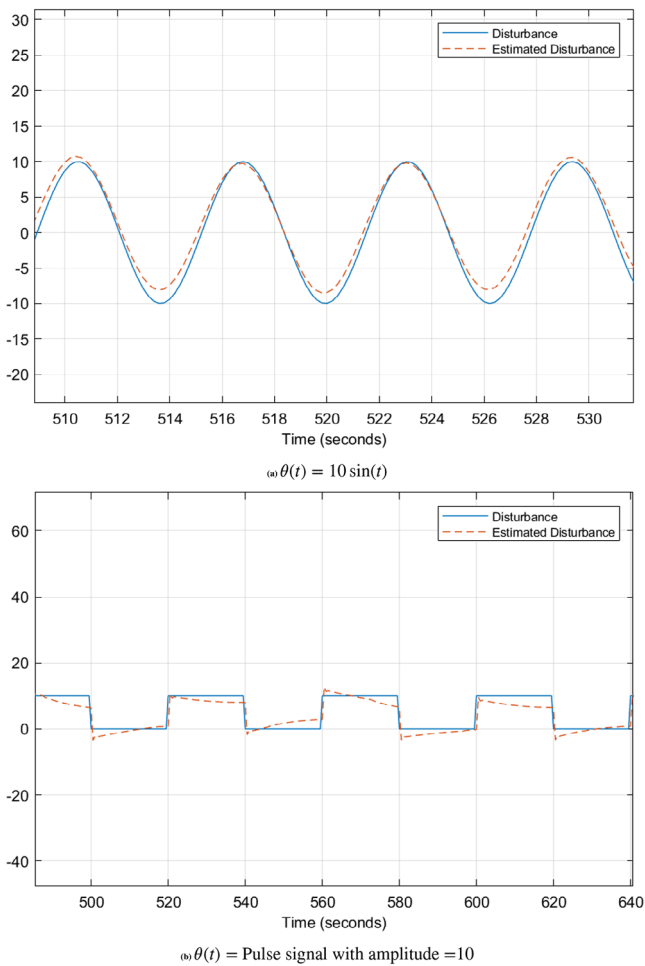 30
25
20
15
10
5
0
-5
-10
-15
-20
Disturbance
Estimated Disturbance
510 512 514 516 518 520 522 524 526 528 530
Time (seconds)
(a) θ(t) = 10 sin(t)
60
40
20
0
-20
-40
Disturbance
Estimated Disturbance
500 520 540 560 580 600 620 640
Time (seconds)
(b) θ(t) = Pulse signal with amplitude =10